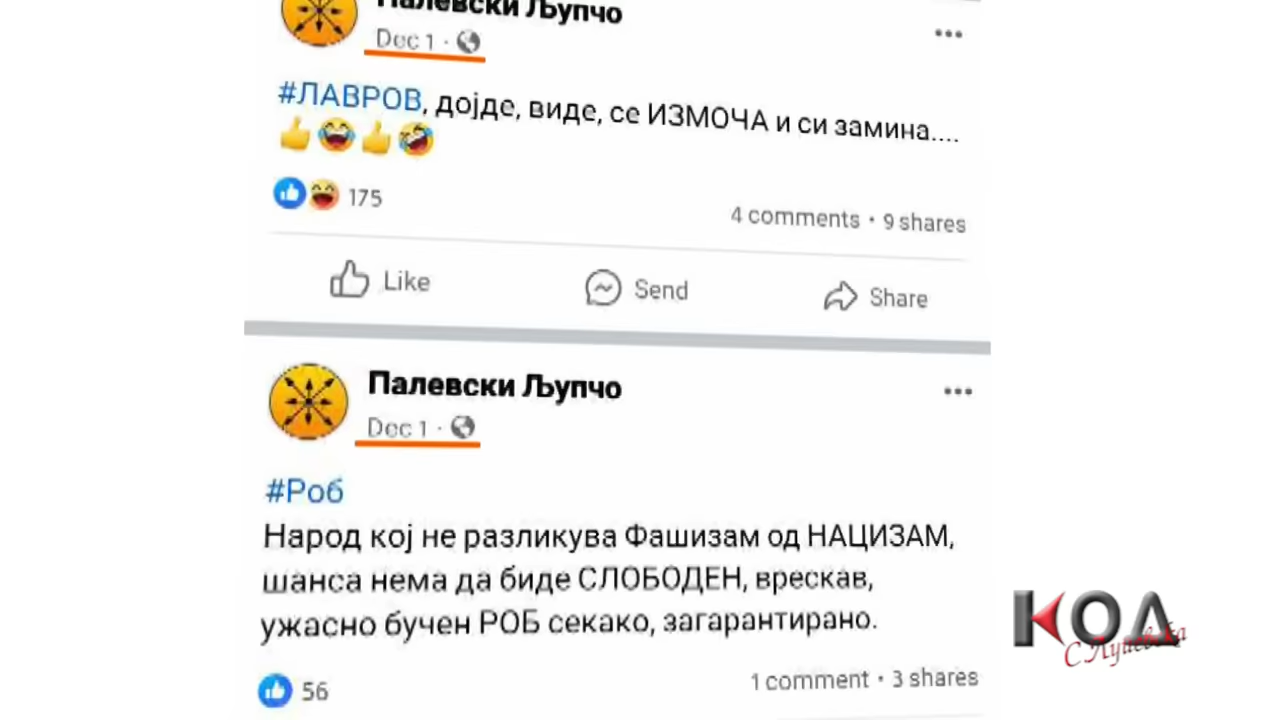 Палевски Љупчо
Dec 1 ·
#ЛАВРОВ, дојде, виде, се ИЗМОЧА и си замина....
👍😂👍🤣
175
4 comments · 9 shares
Like
Send
Share
Палевски Љупчо
Dec 1 ·
#Роб
Народ кој не разликува Фашизам од НАЦИЗАМ,
шанса нема да биде СЛОБОДЕН, врескав,
ужасно бучен РОБ секако, загарантирано.
56
1 comment · 3 shares
КОД